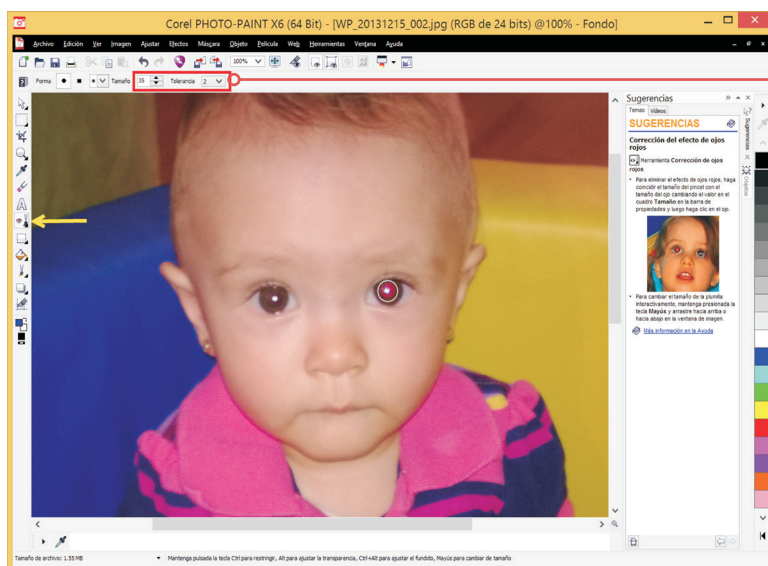 Corel PHOTO-PAINT X6 (64 Bit) - [WP_20131215_002.jpg (RGB de 24 bits) @100% - Fondo]
Archivo Edición Ver Imagen Ajustar Efectos Máscara Objeto Película Web Herramientas Ventana Ayuda
100%
Forma Tamaño 35 Tolerancia 2
Sugerencias
Temas Vídeos
SUGERENCIAS
Corrección del efecto de ojos
rojos
Herramienta Corrección de ojos
rojos
• Para eliminar el efecto de ojos rojos, haga
coincidir el tamaño del pincel con el
tamaño del ojo cambiando el valor en el
cuadro Tamaño en la barra de
propiedades y luego haga clic en el ojo.
• Para cambiar el tamaño de la plumilla
interactivamente, mantenga presionada la
tecla Mayús y arrastre hacia arriba o
hacia abajo en la ventana de imagen.
Más información en la Ayuda
Sugerencias
Objetos
Tamaño de archivo: 1.55 MB
Mantenga pulsada la tecla Ctrl para restringir, Alt para ajustar la transparencia, Ctrl+Alt para ajustar el fundido, Mayús para cambiar de tamaño